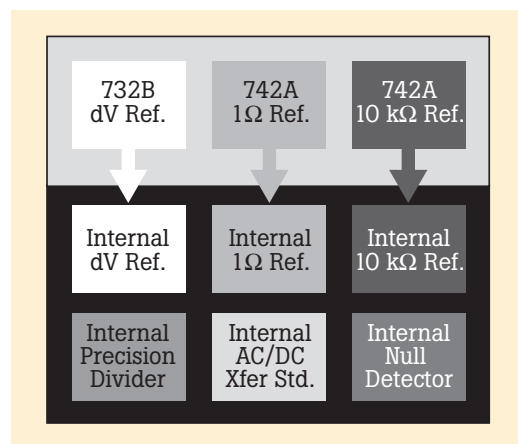 732B
dV Ref.
742A
1Ω Ref.
742A
10 kΩ Ref.
Internal
dV Ref.
Internal
1Ω Ref.
Internal
10 kΩ Ref.
Internal
Precision
Divider
Internal
AC/DC
Xfer Std.
Internal
Null
Detector